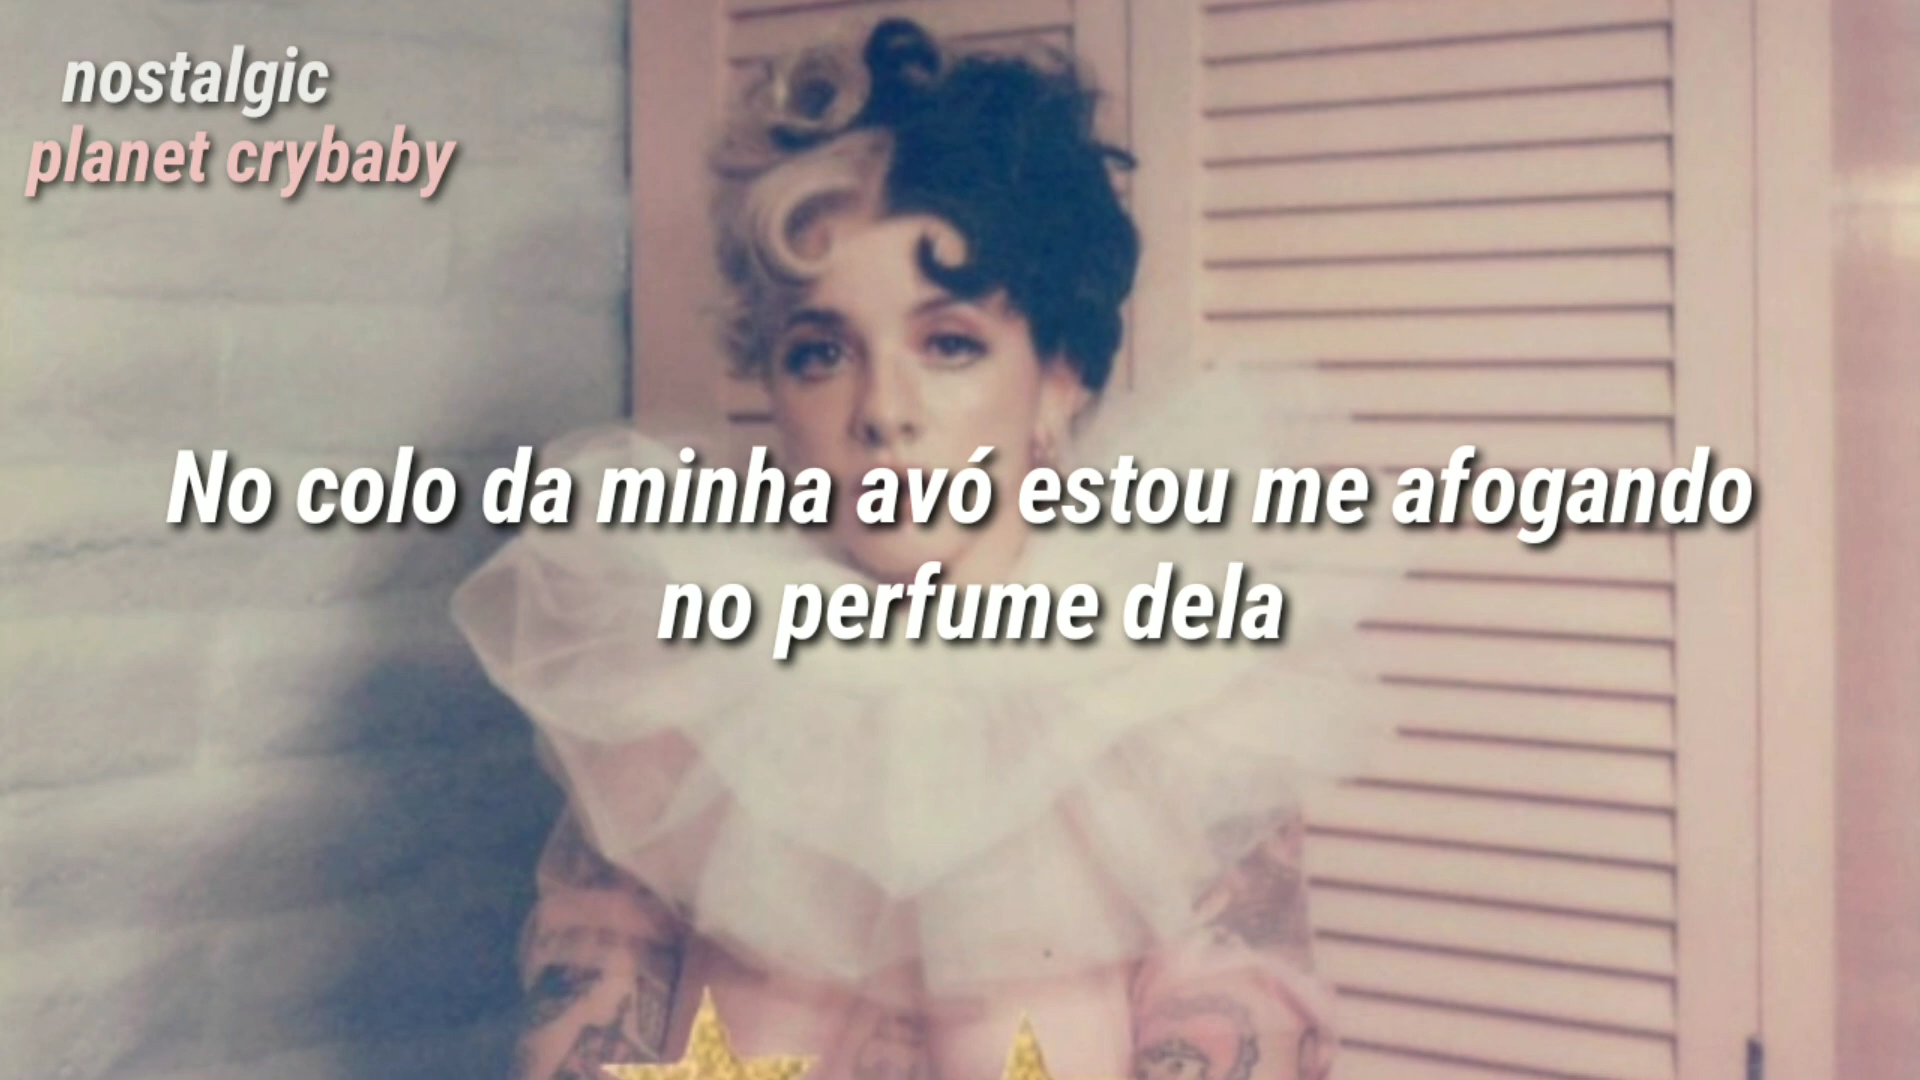 nostalgic
planet crybaby
No colo da minha avó estou me afogando
no perfume dela